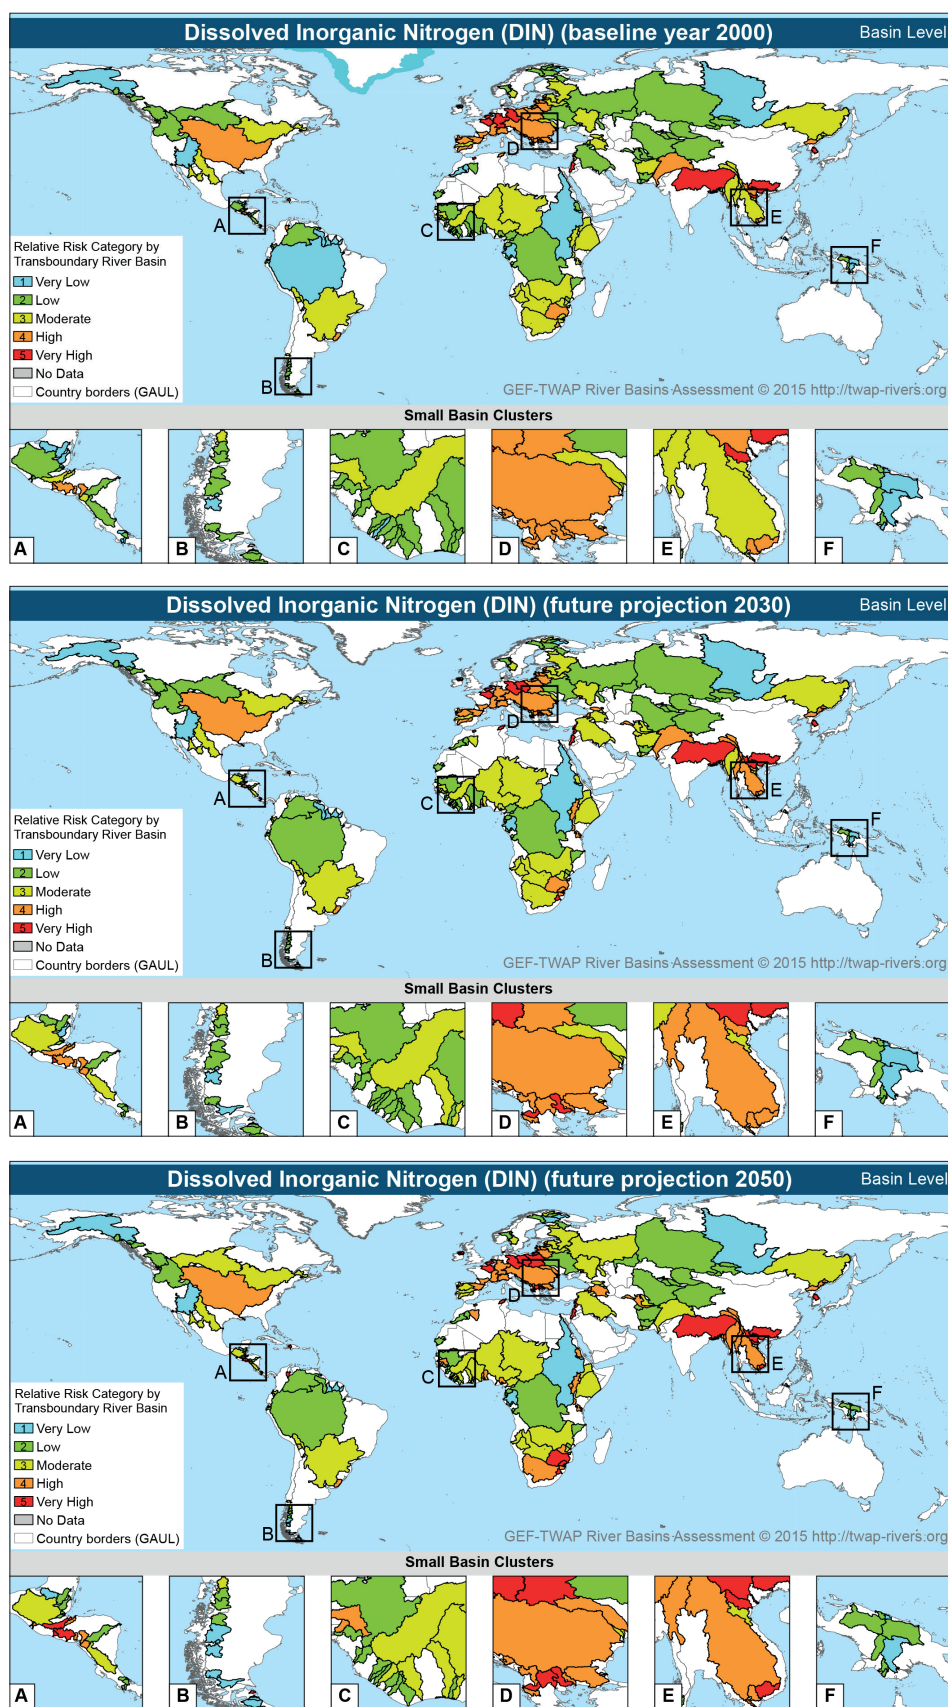 Dissolved Inorganic Nitrogen (DIN) (baseline year 2000) Basin Level
A
B
C
D
E
F
Relative Risk Category by
Transboundary River Basin
1 Very Low
2 Low
3 Moderate
4 High
5 Very High
No Data
Country borders (GAUL)
GEF-TWAP River Basins Assessment © 2015 http://twap-rivers.org
Small Basin Clusters
A B C D E F
Dissolved Inorganic Nitrogen (DIN) (future projection 2030) Basin Level
A
B
C
D
E
F
Relative Risk Category by
Transboundary River Basin
1 Very Low
2 Low
3 Moderate
4 High
5 Very High
No Data
Country borders (GAUL)
GEF-TWAP River Basins Assessment © 2015 http://twap-rivers.org
Small Basin Clusters
A B C D E F
Dissolved Inorganic Nitrogen (DIN) (future projection 2050) Basin Level
A
B
C
D
E
F
Relative Risk Category by
Transboundary River Basin
1 Very Low
2 Low
3 Moderate
4 High
5 Very High
No Data
Country borders (GAUL)
GEF-TWAP River Basins Assessment © 2015 http://twap-rivers.org
Small Basin Clusters
A B C D E F